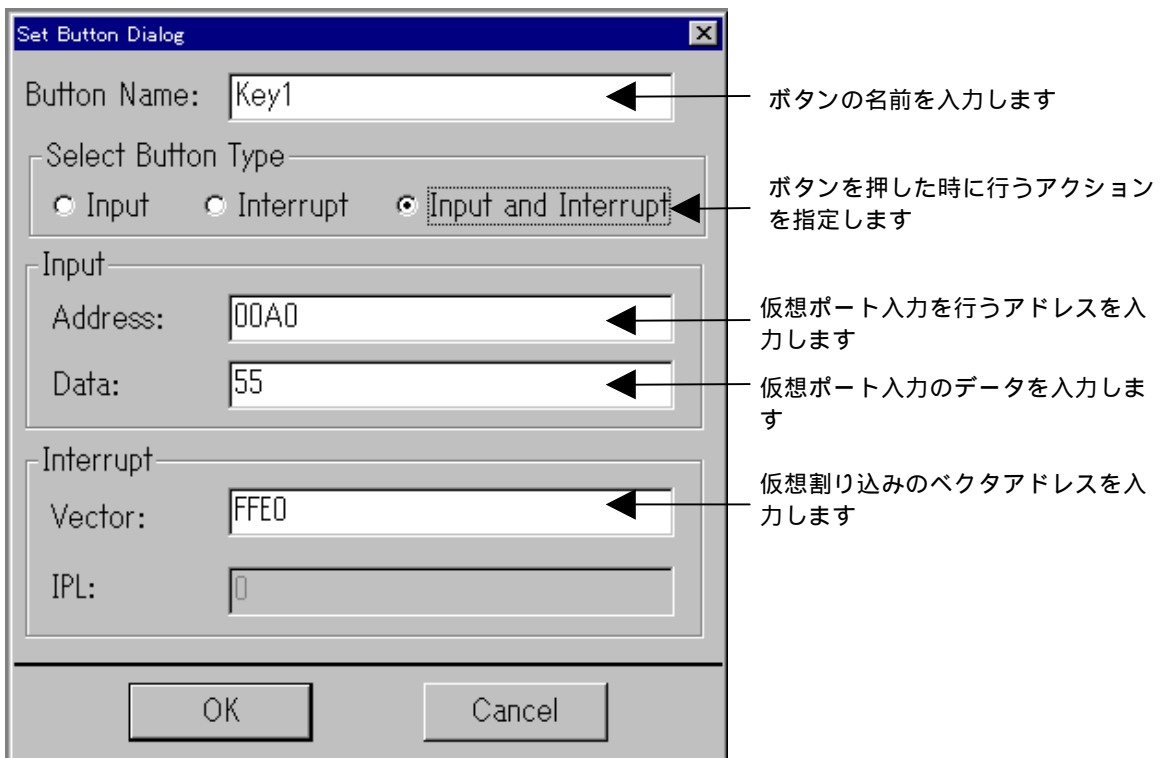 Set Button Dialog
Button Name: Key1
ボタンの名前を入力します
Select Button Type
Input Interrupt Input and Interrupt
ボタンを押した時に行うアクション
を指定します
Input
Address: 00A0
仮想ポート入力を行うアドレスを入
力します
Data: 55
仮想ポート入力のデータを入力しま
す
Interrupt
Vector: FFE0
仮想割り込みのベクタアドレスを入
力します
IPL: 0
OK Cancel